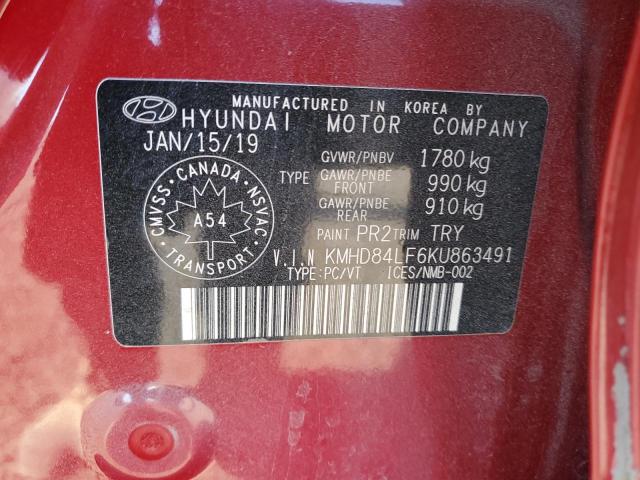 MANUFACTURED IN KOREA BY
HYUNDAI MOTOR COMPANY
JAN/15/19
GVWR/PNBV 1780 kg
TYPE GAWR/PNBE FRONT 990 kg
GAWR/PNBE REAR 910 kg
PAINT PR2 TRIM TRY
V.I.N KMHD84LF6KU863491
TYPE:PC/VT ICES/NMB-002
CMVSS · CANADA · NSVAC
A54
TRANSPORT